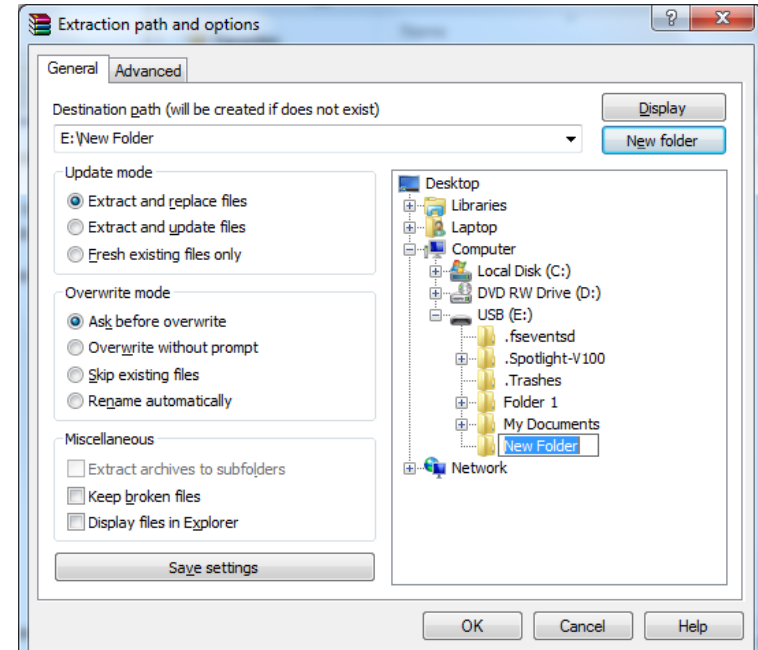 Extraction path and options
General
Advanced
Destination path (will be created if does not exist)
Display
E:\New Folder
New folder
Update mode
Extract and replace files
Extract and update files
Fresh existing files only
Overwrite mode
Ask before overwrite
Overwrite without prompt
Skip existing files
Rename automatically
Miscellaneous
Extract archives to subfolders
Keep broken files
Display files in Explorer
Save settings
Desktop
Libraries
Laptop
Computer
Local Disk (C:)
DVD RW Drive (D:)
USB (E:)
.fseventsd
.Spotlight-V100
.Trashes
Folder 1
My Documents
New Folder
Network
OK
Cancel
Help